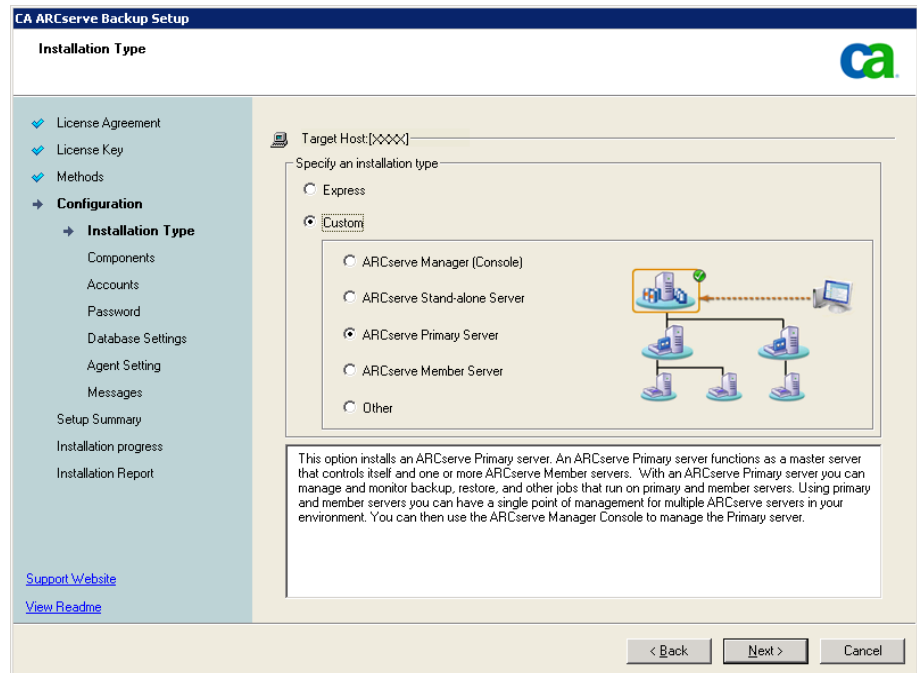 CA ARCserve Backup Setup
Installation Type
ca
License Agreement
License Key
Methods
Configuration
Installation Type
Components
Accounts
Password
Database Settings
Agent Setting
Messages
Setup Summary
Installation progress
Installation Report
Support Website
View Readme
Target Host:[XXXX]
Specify an installation type
Express
Custom
ARCserve Manager (Console)
ARCserve Stand-alone Server
ARCserve Primary Server
ARCserve Member Server
Other
This option installs an ARCserve Primary server. An ARCserve Primary server functions as a master server
that controls itself and one or more ARCserve Member servers.  With an ARCserve Primary server you can
manage and monitor backup, restore, and other jobs that run on primary and member servers. Using primary
and member servers you can have a single point of management for multiple ARCserve servers in your
environment. You can then use the ARCserve Manager Console to manage the Primary server.
< Back
Next >
Cancel